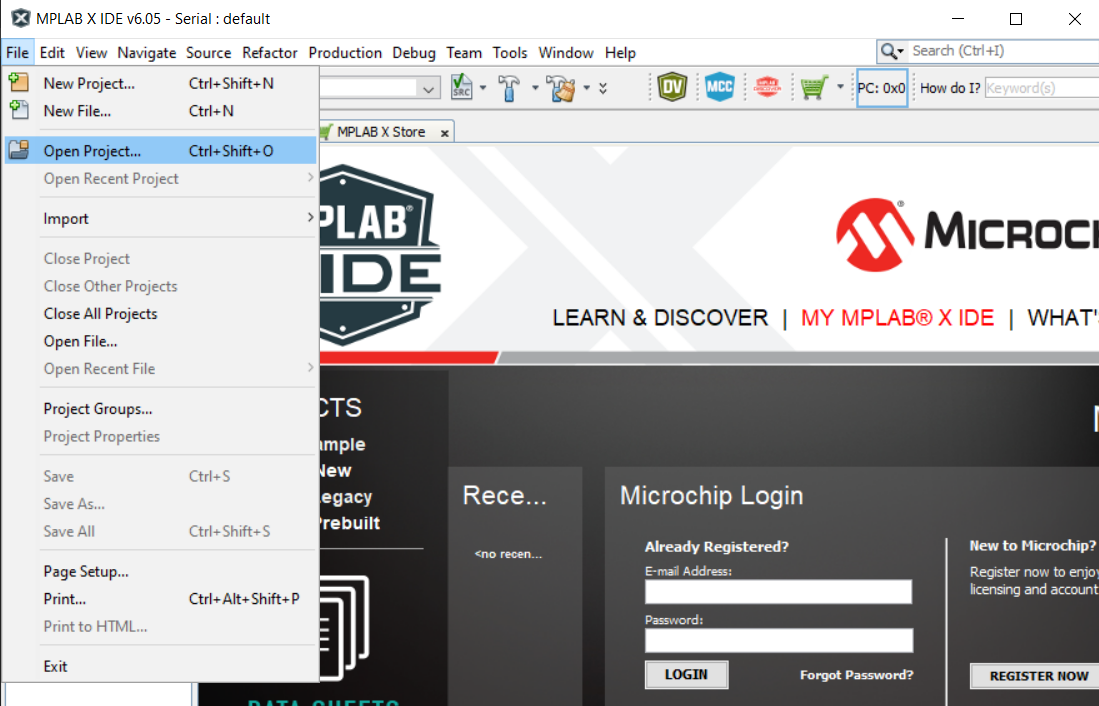 MPLAB X IDE v6.05 - Serial : default
File Edit View Navigate Source Refactor Production Debug Team Tools Window Help
Search (Ctrl+I)
New Project... Ctrl+Shift+N
New File... Ctrl+N
Open Project... Ctrl+Shift+O
Open Recent Project
Import
Close Project
Close Other Projects
Close All Projects
Open File...
Open Recent File
Project Groups...
Project Properties
Save Ctrl+S
Save As...
Save All Ctrl+Shift+S
Page Setup...
Print... Ctrl+Alt+Shift+P
Print to HTML...
Exit
SRC
DV
MCC
PC: 0x0
How do I?
Keyword(s)
MPLAB X Store
PLAB®
IDE
MICROC
LEARN & DISCOVER | MY MPLAB® X IDE | WHAT'
CTS
ample
New
egacy
Prebuilt
DATA SHEETS
Rece...
<no recen...
Microchip Login
Already Registered?
E-mail Address:
Password:
LOGIN
Forgot Password?
New to Microchip?
Register now to enjoy
licensing and account
REGISTER NOW